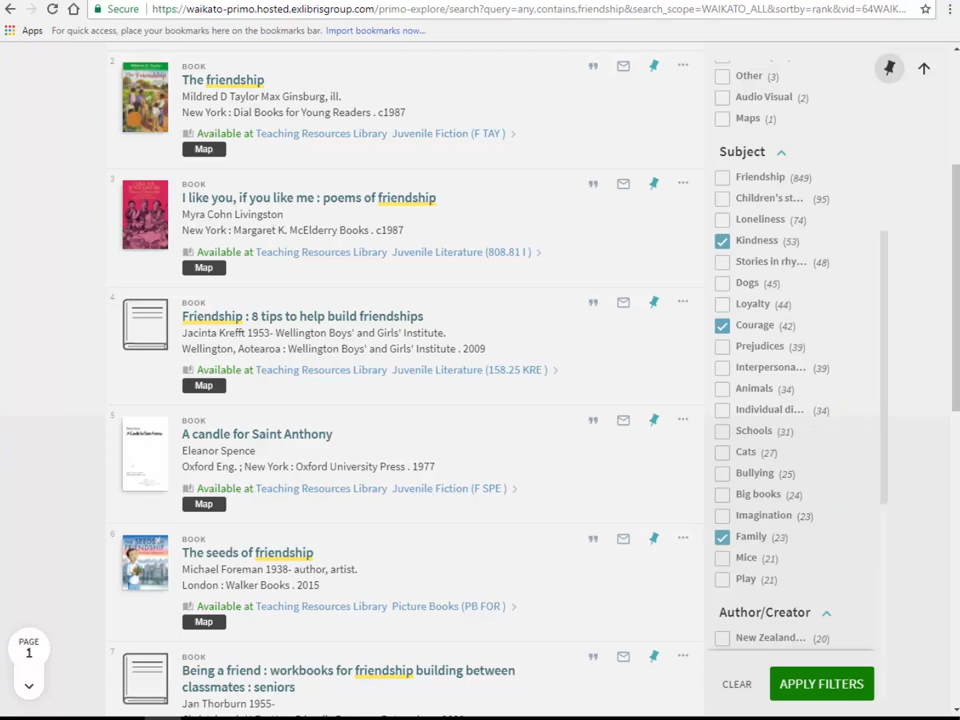 Secure
https://waikato-primo.hosted.exlibrisgroup.com/primo-explore/search?query=any,contains,friendship&search_scope=WAIKATO_ALL&sortby=rank&vid=64WAIK...
Apps For quick access, place your bookmarks here on the bookmarks bar. Import bookmarks now...
2
BOOK
The friendship
Mildred D Taylor Max Ginsburg, ill.
New York : Dial Books for Young Readers . c1987
Available at Teaching Resources Library Juvenile Fiction (F TAY )
Map
3
BOOK
I like you, if you like me : poems of friendship
Myra Cohn Livingston
New York : Margaret K. McElderry Books . c1987
Available at Teaching Resources Library Juvenile Literature (808.81 I )
Map
4
BOOK
Friendship : 8 tips to help build friendships
Jacinta Krefft 1953- Wellington Boys' and Girls' Institute.
Wellington, Aotearoa : Wellington Boys' and Girls' Institute . 2009
Available at Teaching Resources Library Juvenile Literature (158.25 KRE )
Map
5
BOOK
A candle for Saint Anthony
Eleanor Spence
Oxford Eng. ; New York : Oxford University Press . 1977
Available at Teaching Resources Library Juvenile Fiction (F SPE )
Map
6
BOOK
The seeds of friendship
Michael Foreman 1938- author, artist.
London : Walker Books . 2015
Available at Teaching Resources Library Picture Books (PB FOR )
Map
7
BOOK
Being a friend : workbooks for friendship building between
classmates : seniors
Jan Thorburn 1955-
PAGE
1
Other (3)
Audio Visual (2)
Maps (1)
Subject
Friendship (849)
Children's st... (95)
Loneliness (74)
Kindness (53)
Stories in rhy... (48)
Dogs (45)
Loyalty (44)
Courage (42)
Prejudices (39)
Interpersona... (39)
Animals (34)
Individual di... (34)
Schools (31)
Cats (27)
Bullying (25)
Big books (24)
Imagination (23)
Family (23)
Mice (21)
Play (21)
Author/Creator
New Zealand... (20)
CLEAR
APPLY FILTERS